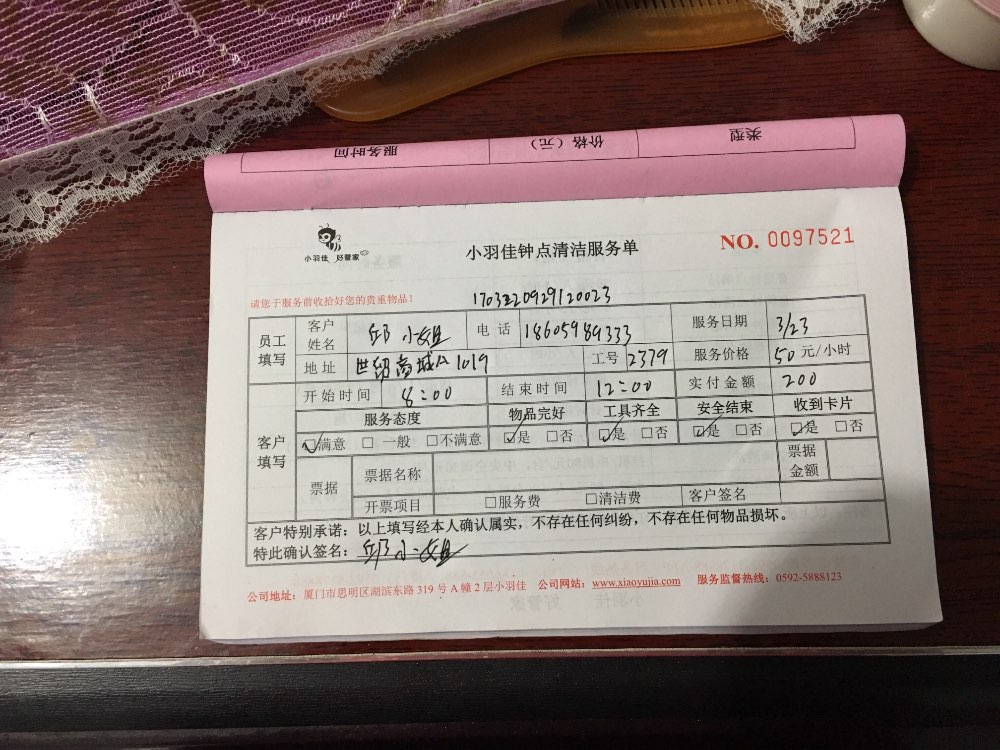 服务时间 价格（元） 类型
小羽佳 好管家
小羽佳钟点清洁服务单
NO. 0097521
请您于服务前收拾好您的贵重物品！
员工填写 客户姓名 邱小姐 电话 18605989333 服务日期 3/23
地址 世纲商城A1019 工号 2379 服务价格 50元/小时
客户填写 开始时间 8:00 结束时间 12:00 实付金额 200
服务态度 物品完好 工具齐全 安全结束 收到卡片
☑满意 □一般 □不满意 ☑是 □否 ☑是 □否 ☑是 □否 ☑是 □否
票据 票据名称 票据金额
开票项目 □服务费 □清洁费 客户签名
客户特别承诺：以上填写经本人确认属实，不存在任何纠纷，不存在任何物品损坏。
特此确认签名：邱小姐
公司地址：厦门市思明区湖滨东路 319 号 A 幢 2 层小羽佳 公司网站：www.xiaoyujia.com 服务监督热线：0592-5888123